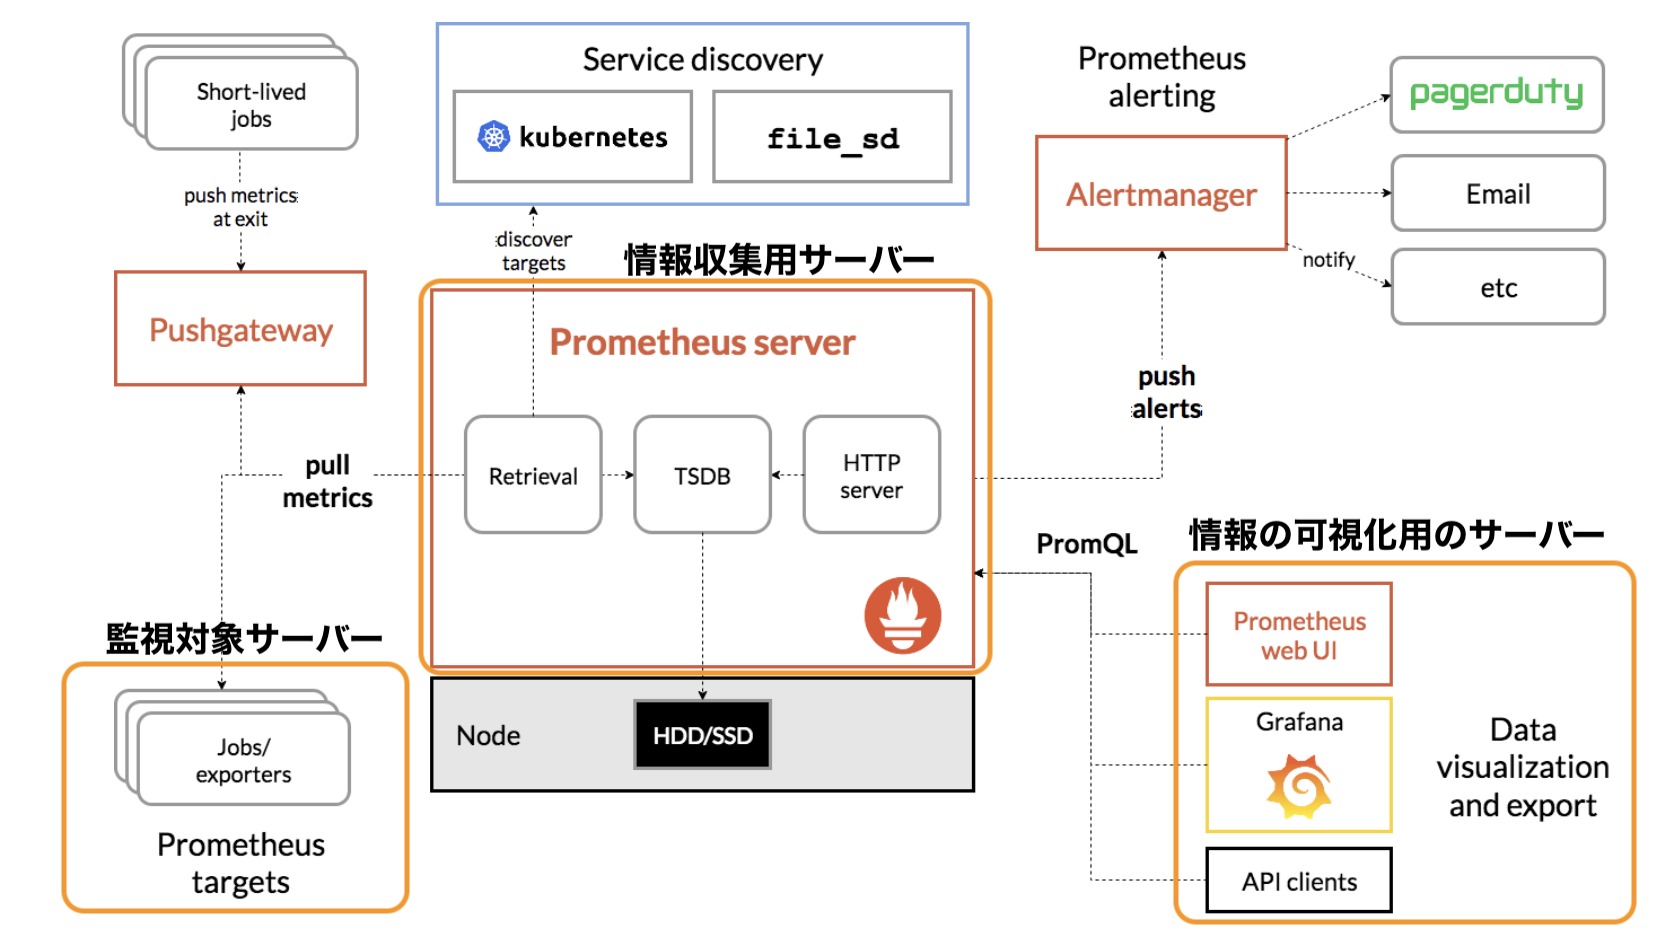 Short-lived
jobs
push metrics
at exit
Pushgateway
Service discovery
kubernetes
file_sd
discover
targets
情報収集用サーバー
Prometheus server
Retrieval
TSDB
HTTP
server
pull
metrics
Prometheus
alerting
Alertmanager
pagerduty
Email
notify
etc
push
alerts
PromQL
監視対象サーバー
Jobs/
exporters
Prometheus
targets
Node
HDD/SSD
情報の可視化用のサーバー
Prometheus
web UI
Grafana
API clients
Data
visualization
and export